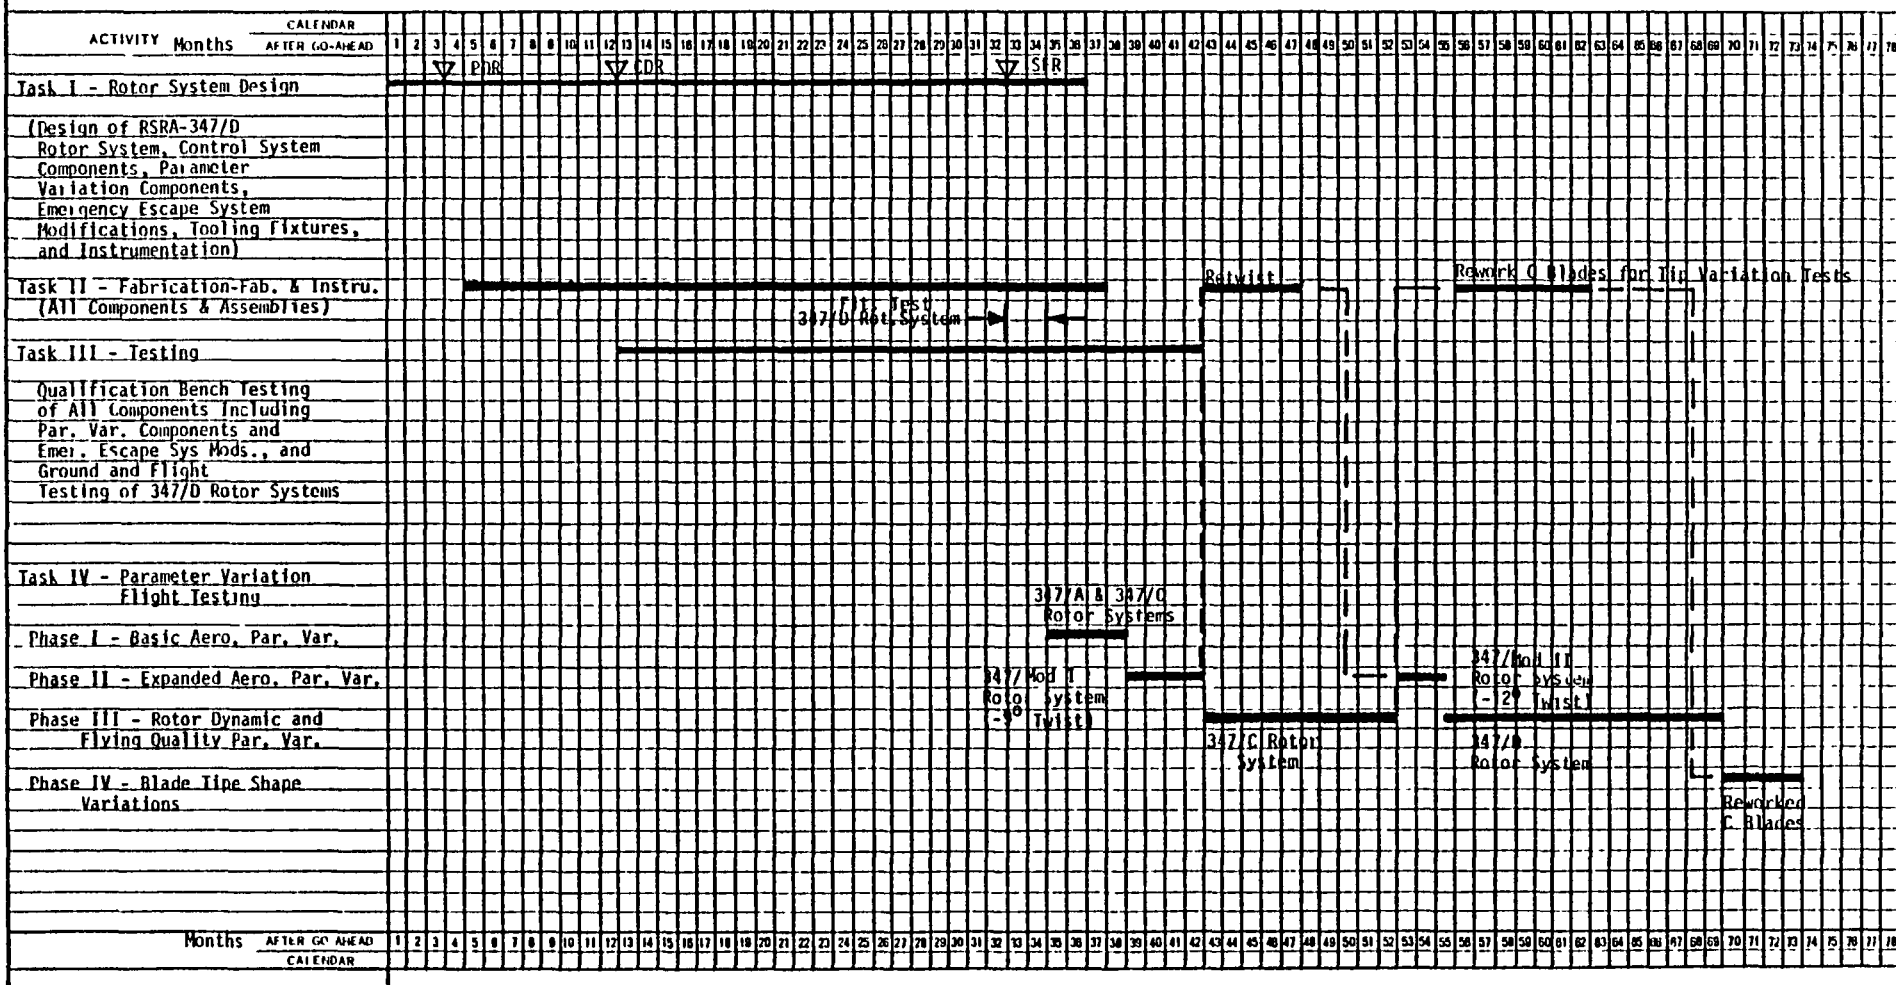 CALENDAR
ACTIVITY Months AFTER GO-AHEAD 1 2 3 4 5 6 7 8 9 10 11 12 13 14 15 16 17 18 19 20 21 22 23 24 25 26 27 28 29 30 31 32 33 34 35 36 37 38 39 40 41 42 43 44 45 46 47 48 49 50 51 52 53 54 55 56 57 58 59 60 61 62 63 64 65 66 67 68 69 70 71 72 73 74 75 76 77 78
PDR CDR
Task I - Rotor System Design
(Design of RSRA-347/D
Rotor System, Control System
Components, Parameter
Variation Components,
Emergency Escape System
Modifications, Tooling Fixtures,
and Instrumentation)
Retwist Rework C Blades for Tip Variation Tests
Task II - Fabrication-Fab. & Instru.
(All Components & Assemblies)
Flt. Test
347/D Rot. System
Task III - Testing
Qualification Bench Testing
of All Components Including
Par. Var. Components and
Emer. Escape Sys Mods., and
Ground and Flight
Testing of 347/D Rotor Systems
Task IV - Parameter Variation
Flight Testing
347/A &
Rotor Systems
Phase I - Basic Aero. Par. Var.
Phase II - Expanded Aero. Par. Var.
347/Mod I
Rotor System
Twist)
347/Mod II
Rotor System
(-12° Twist)
Phase III - Rotor Dynamic and
Flying Quality Par. Var.
347/C Rotor
System
Rotor System
Phase IV - Blade Tipe Shape
Variations
Reworked
C Blades
Months AFTER GO AHEAD 1 2 3 4 5 6 7 8 9 10 11 12 13 14 15 16 17 18 19 20 21 22 23 24 25 26 27 28 29 30 31 32 33 34 35 36 37 38 39 40 41 42 43 44 45 46 47 48 49 50 51 52 53 54 55 56 57 58 59 60 61 62 63 64 65 66 67 68 69 70 71 72 73 74 75 76 77 78
CALENDAR